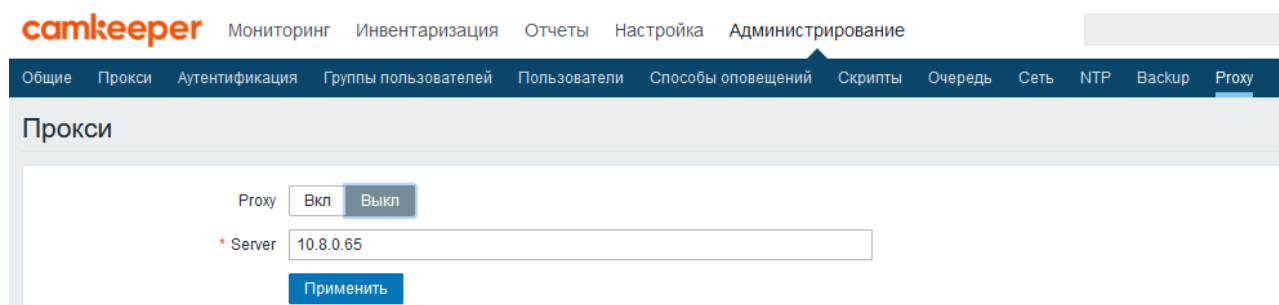 camkeeper Мониторинг Инвентаризация Отчеты Настройка Администрирование
Общие Прокси Аутентификация Группы пользователей Пользователи Способы оповещений Скрипты Очередь Сеть NTP Backup Proxy
Прокси
Proxy Вкл Выкл
* Server 10.8.0.65
Применить